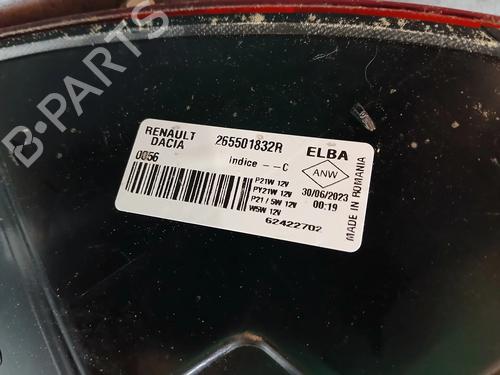 B-PARTS
RENAULT
DACIA
265501832R
ELBA
0056
indice --C
ANW
P21W 12V
PY21W 12V
P21/5W 12V
W5W 12V
30/06/2023
00:19
62422702
MADE IN ROMANIA